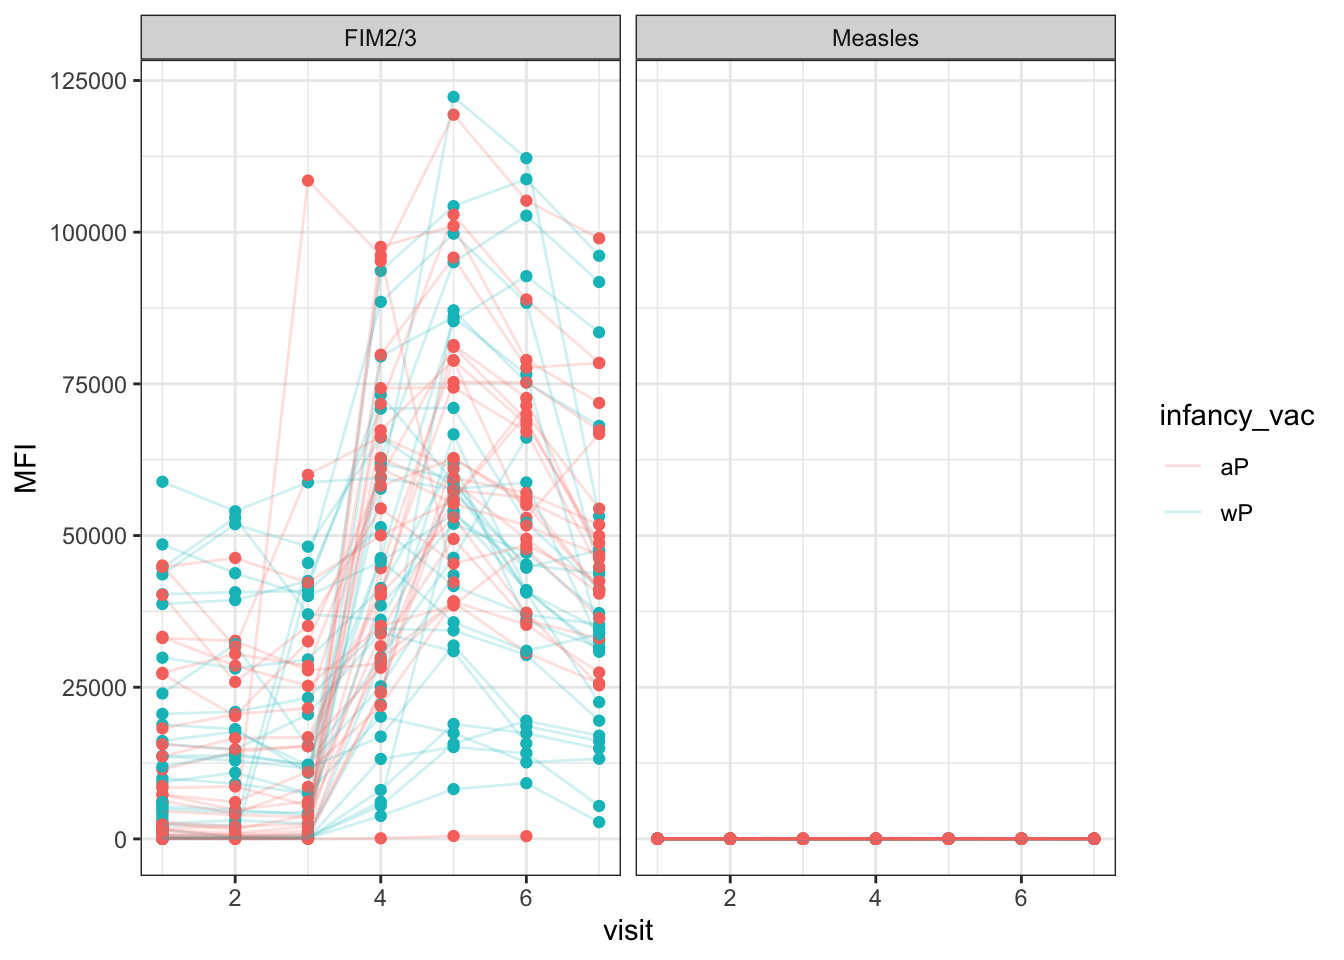 FIM2/3
Measles
125000
100000
75000
50000
25000
0
MFI
2 4 6
2 4 6
visit
infancy_vac
aP
wP